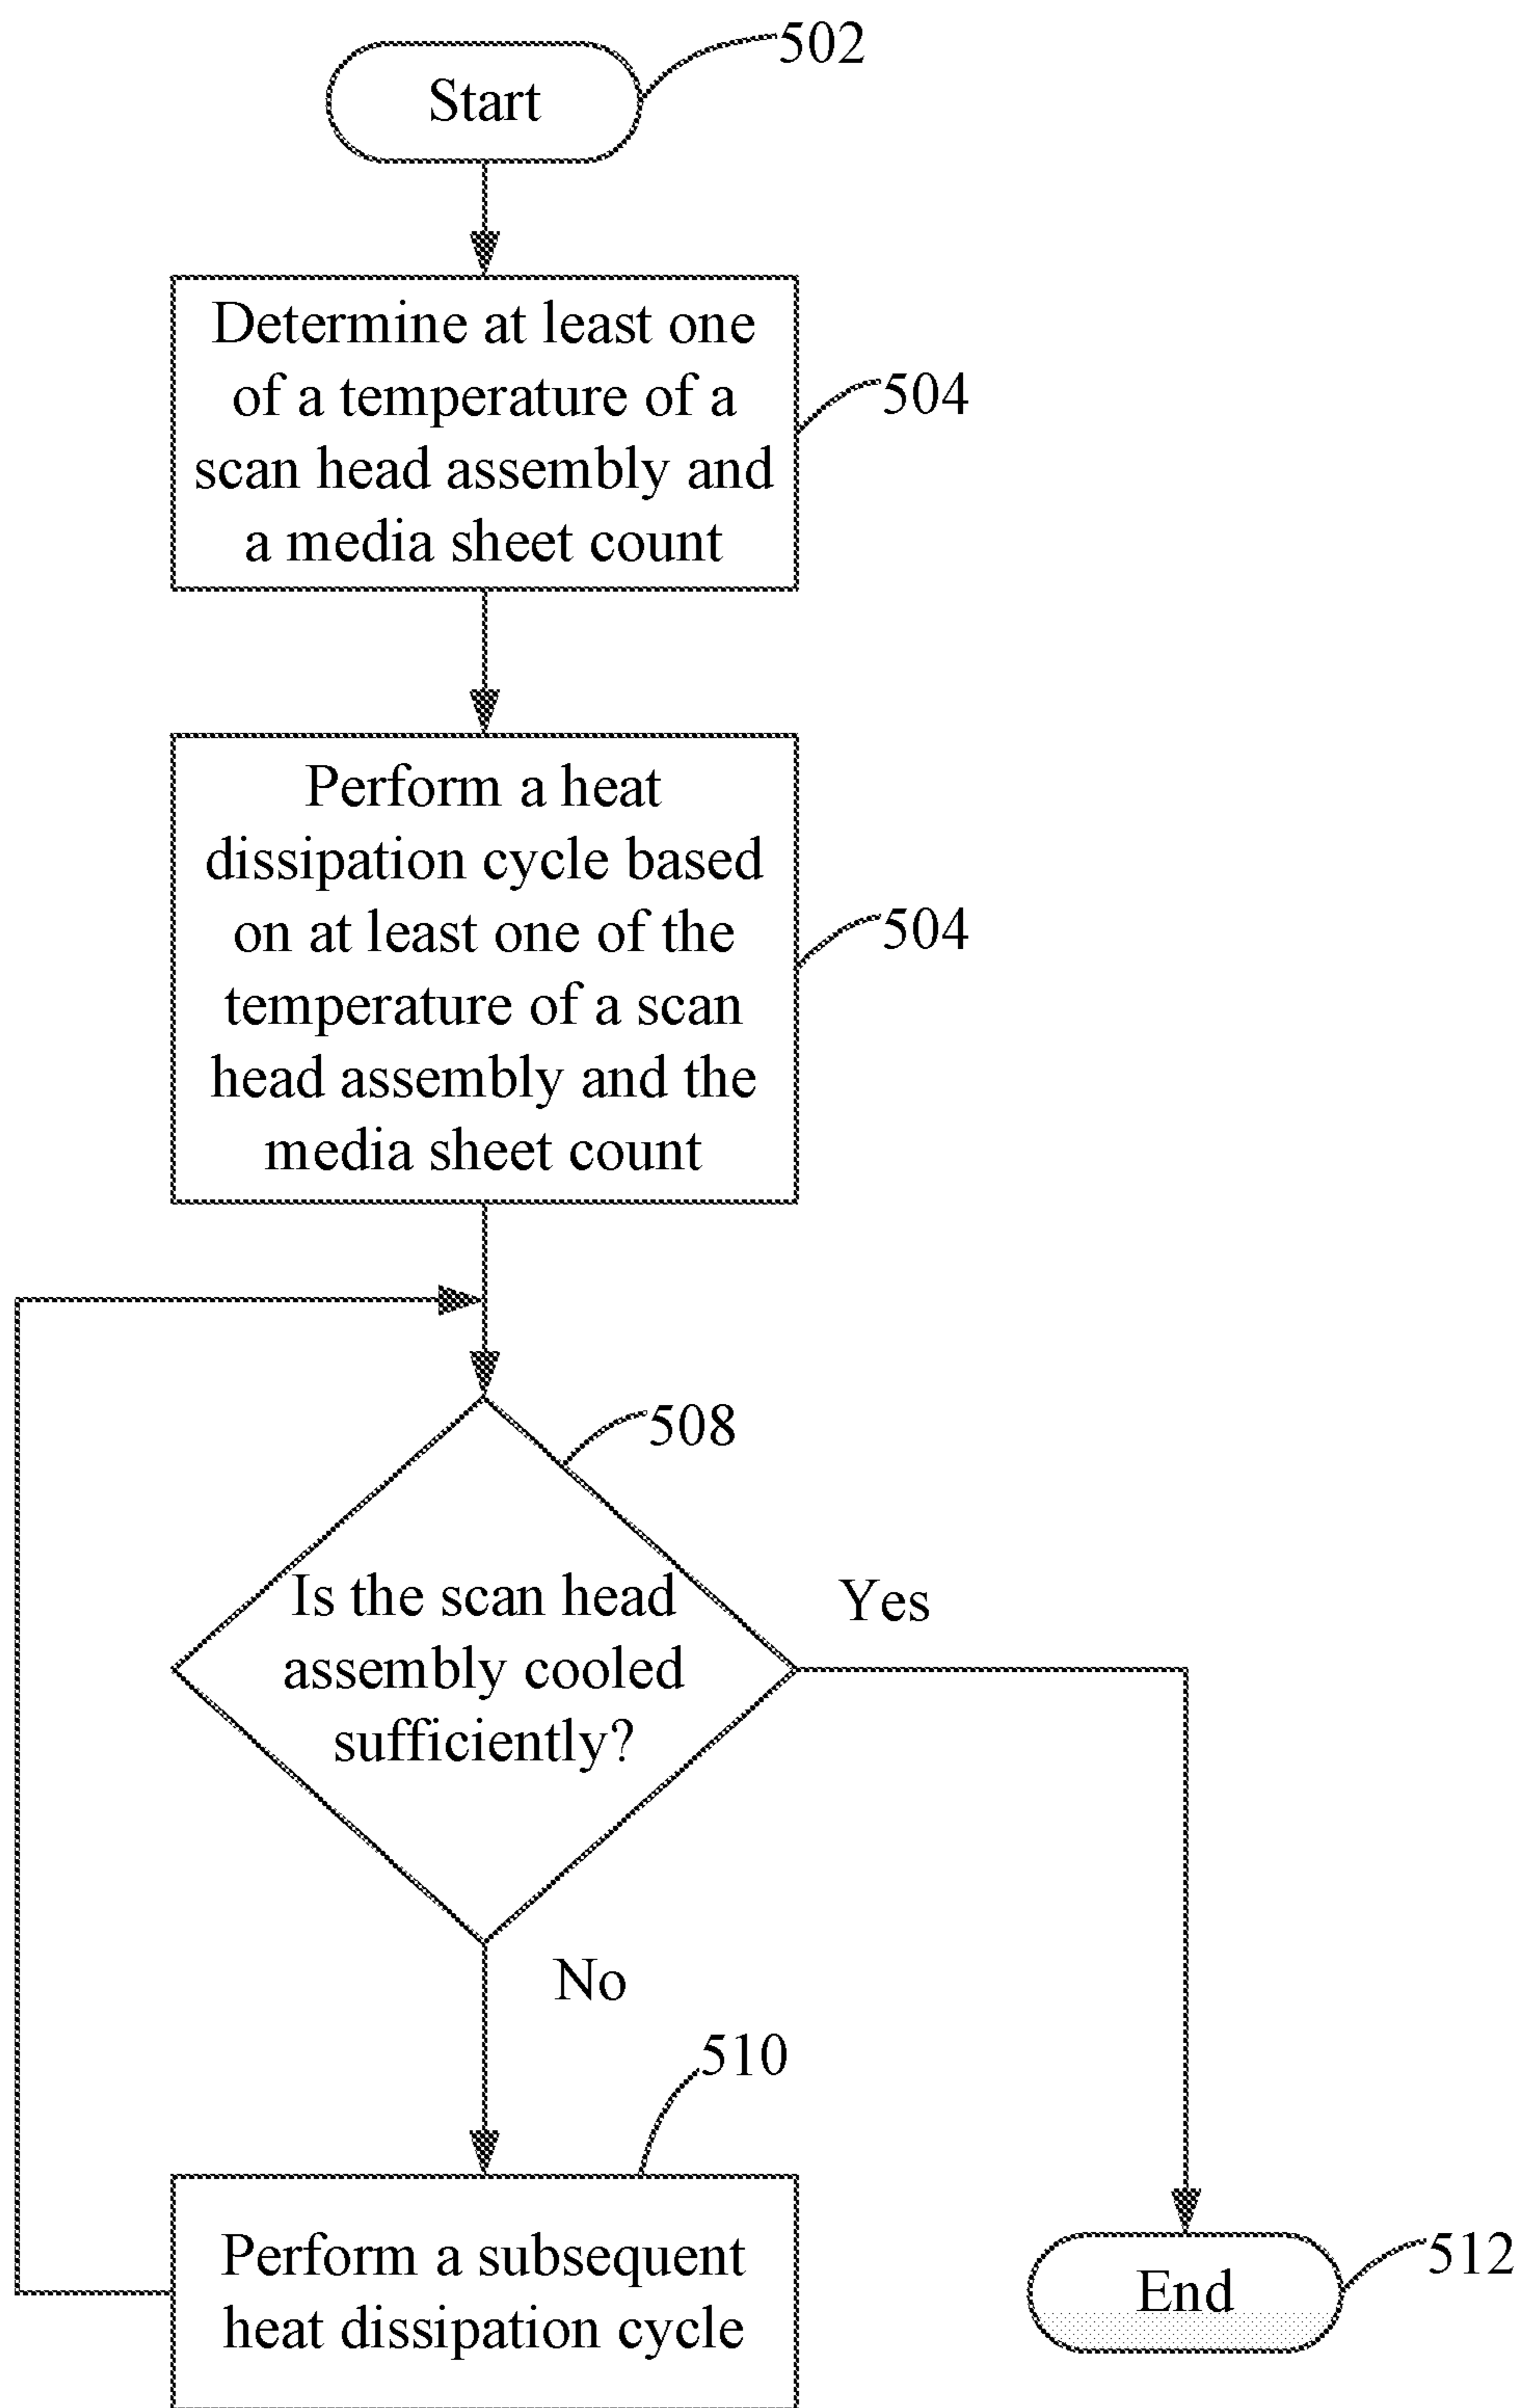 502
Start
Determine at least one
of a temperature of a
scan head assembly and
a media sheet count
504
Perform a heat
dissipation cycle based
on at least one of the
temperature of a scan
head assembly and the
media sheet count
504
508
Is the scan head
assembly cooled
sufficiently?
Yes
No
510
Perform a subsequent
heat dissipation cycle
End
512